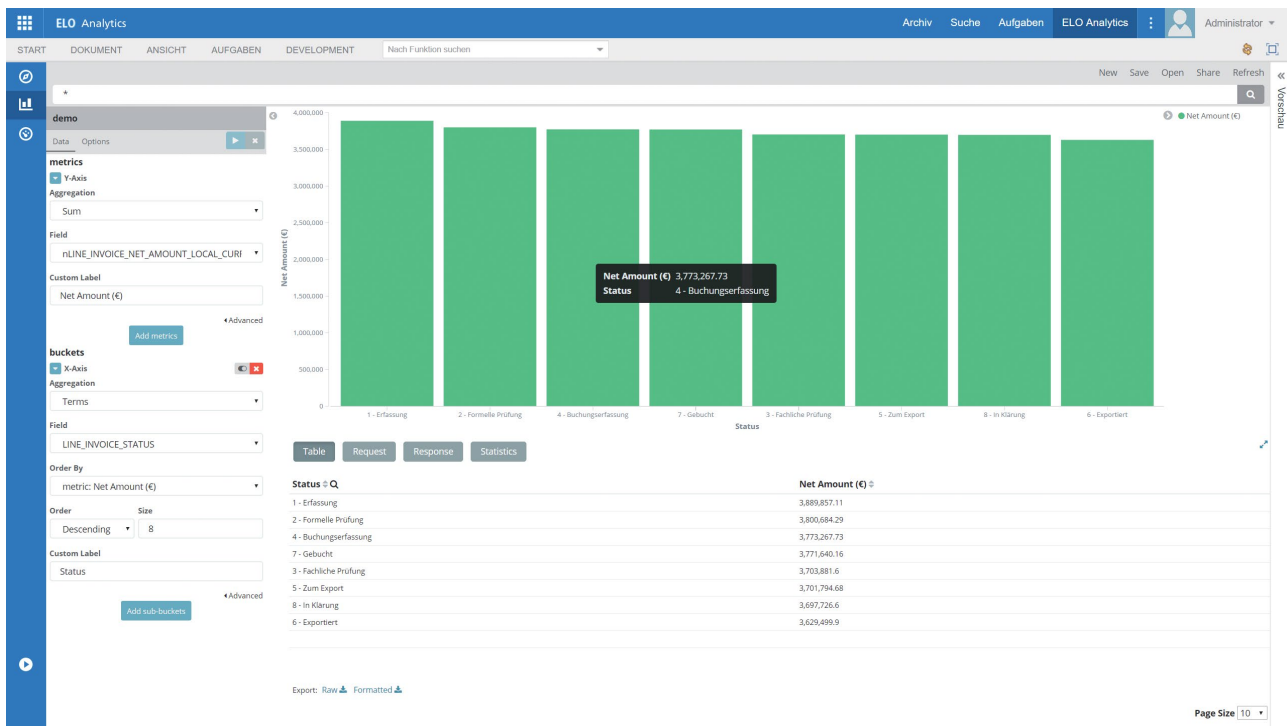 ELO Analytics
Archiv Suche Aufgaben ELO Analytics Administrator
START DOKUMENT ANSICHT AUFGABEN DEVELOPMENT Nach Funktion suchen
New Save Open Share Refresh
*
Vorschau
demo
Data Options
metrics
Y-Axis
Aggregation
Sum
Field
nLINE_INVOICE_NET_AMOUNT_LOCAL_CURI
Custom Label
Net Amount (€)
Advanced
Add metrics
buckets
X-Axis
Aggregation
Terms
Field
LINE_INVOICE_STATUS
Order By
metric: Net Amount (€)
Order Size
Descending 8
Custom Label
Status
Advanced
Add sub-buckets
Net Amount (€)
4,000,000
3,500,000
3,000,000
2,500,000
2,000,000
1,500,000
1,000,000
500,000
0
Net Amount (€)
Net Amount (€) 3,773,267.73
Status 4 - Buchungserfassung
1 - Erfassung 2 - Formelle Prüfung 4 - Buchungserfassung 7 - Gebucht 3 - Fachliche Prüfung 5 - Zum Export 8 - In Klärung 6 - Exportiert
Status
Table Request Response Statistics
Status Net Amount (€)
1 - Erfassung 3,889,857.11
2 - Formelle Prüfung 3,800,684.29
4 - Buchungserfassung 3,773,267.73
7 - Gebucht 3,771,640.16
3 - Fachliche Prüfung 3,703,881.6
5 - Zum Export 3,701,794.68
8 - In Klärung 3,697,726.6
6 - Exportiert 3,629,499.9
Export: Raw Formatted
Page Size 10